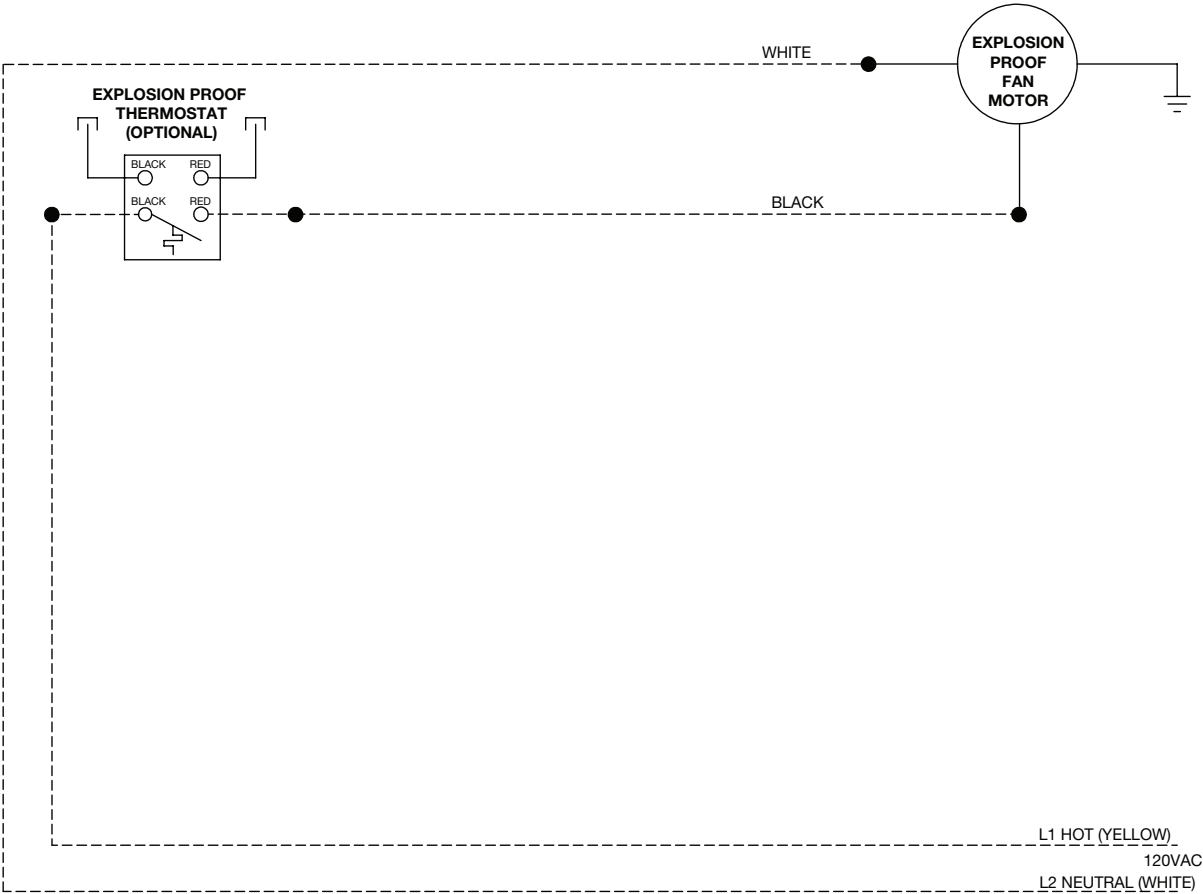 WHITE
EXPLOSION
PROOF
FAN
MOTOR
EXPLOSION PROOF
THERMOSTAT
(OPTIONAL)
BLACK RED
BLACK RED
BLACK
L1 HOT (YELLOW)
120VAC
L2 NEUTRAL (WHITE)